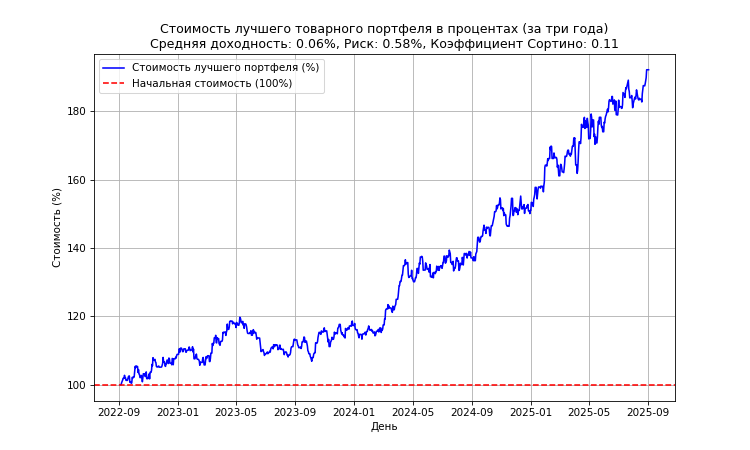 Стоимость лучшего товарного портфеля в процентах (за три года)
Средняя доходность: 0.06%, Риск: 0.58%, Коэффициент Сортино: 0.11
Стоимость лучшего портфеля (%)
Начальная стоимость (100%)
Стоимость (%)
180
160
140
120
100
2022-09 2023-01 2023-05 2023-09 2024-01 2024-05 2024-09 2025-01 2025-05 2025-09
День